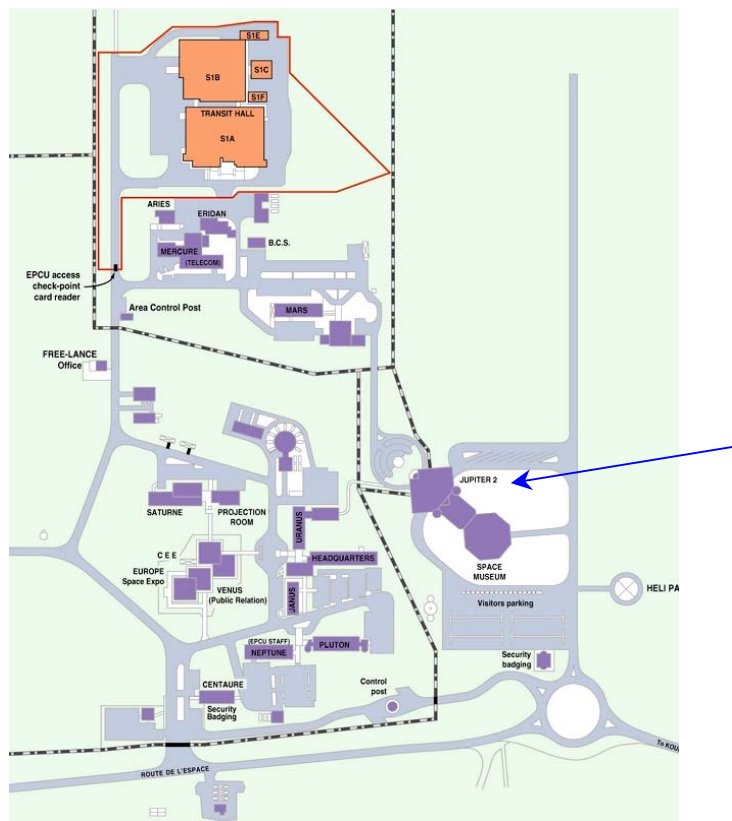 S1E
S1B
S1C
S1F
TRANSIT HALL
S1A
ARIES
ERIDAN
MERCURE
(TELECOM)
B.C.S.
EPCU access
check-point
card reader
Area Control Post
MARS
FREE-LANCE
Office
JUPITER 2
SATURNE
PROJECTION
ROOM
URANUS
SPACE
MUSEUM
C E E
HEADQUARTERS
EUROPE
Space Expo
VENUS
(Public Relation)
JANUS
HELI PA
Visitors parking
(EPCU STAFF)
NEPTUNE
PLUTON
Security
badging
CENTAURE
Security
Badging
Control
post
ROUTE DE L'ESPACE
To KOU